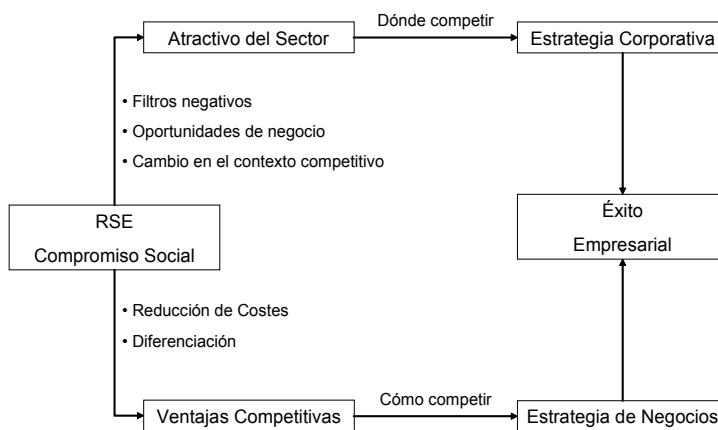 Dónde competir
Atractivo del Sector
Estrategia Corporativa
• Filtros negativos
• Oportunidades de negocio
• Cambio en el contexto competitivo
RSE
Compromiso Social
Éxito
Empresarial
• Reducción de Costes
• Diferenciación
Cómo competir
Ventajas Competitivas
Estrategia de Negocios